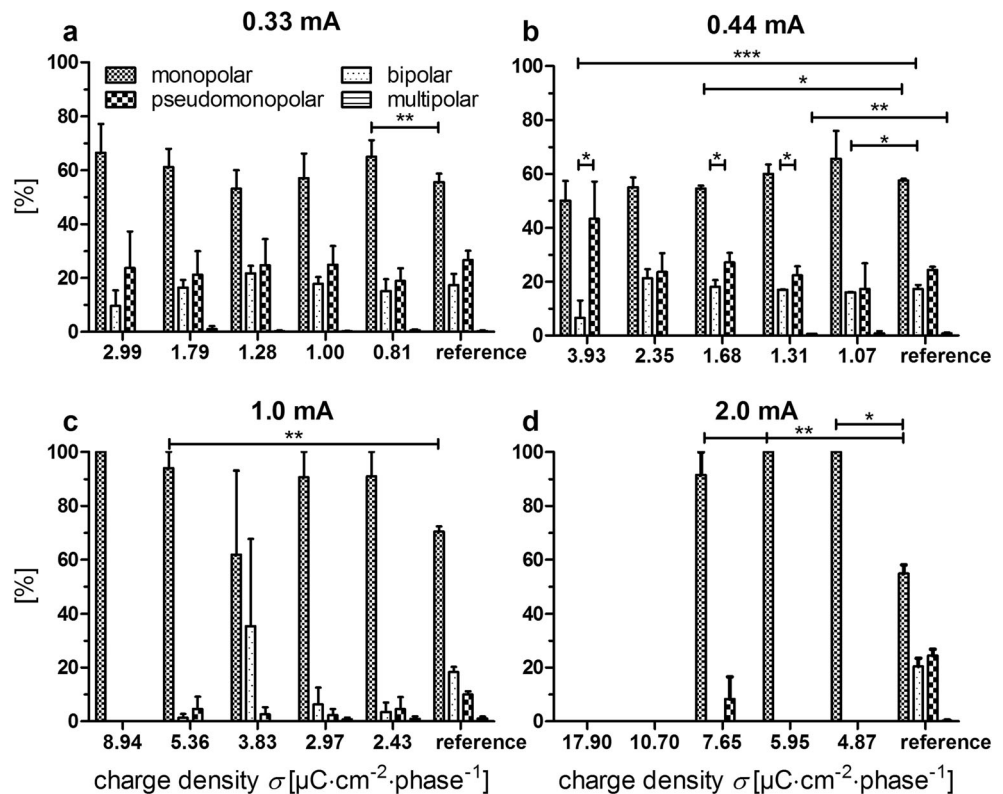 a 0.33 mA
b 0.44 mA
monopolar
bipolar
pseudomonopolar
multipolar
[%]
100
80
60
40
20
0
**
2.99 1.79 1.28 1.00 0.81 reference
100
80
60
40
20
0
***
*
**
*
* * *
3.93 2.35 1.68 1.31 1.07 reference
c 1.0 mA
d 2.0 mA
[%]
100
80
60
40
20
0
**
8.94 5.36 3.83 2.97 2.43 reference
charge density σ [µC·cm⁻²·phase⁻¹]
100
80
60
40
20
0
*
**
17.90 10.70 7.65 5.95 4.87 reference
charge density σ [µC·cm⁻²·phase⁻¹]